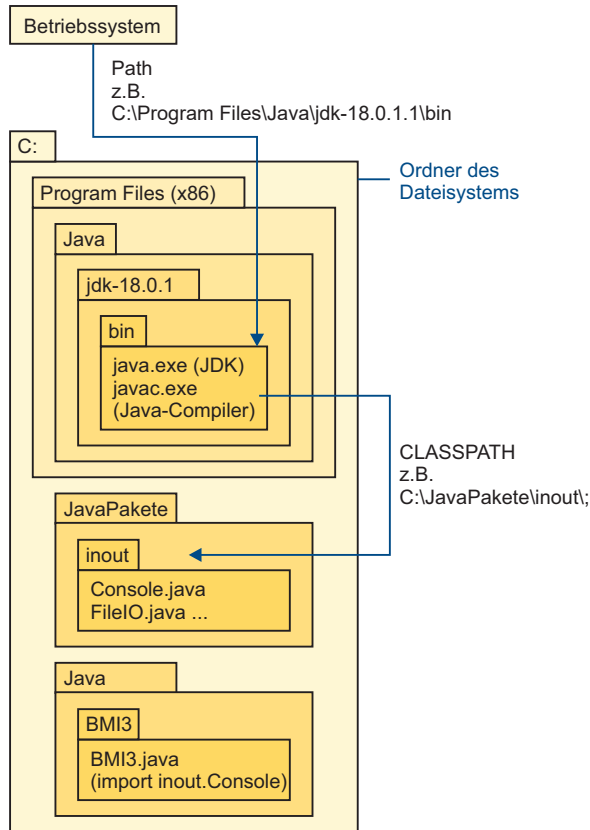 Betriebssystem
Path
z.B.
C:\Program Files\Java\jdk-18.0.1.1\bin
C:
Ordner des
Dateisystems
Program Files (x86)
Java
jdk-18.0.1
bin
java.exe (JDK)
javac.exe
(Java-Compiler)
CLASSPATH
z.B.
C:\JavaPakete\inout\;
JavaPakete
inout
Console.java
FileIO.java ...
Java
BMI3
BMI3.java
(import inout.Console)